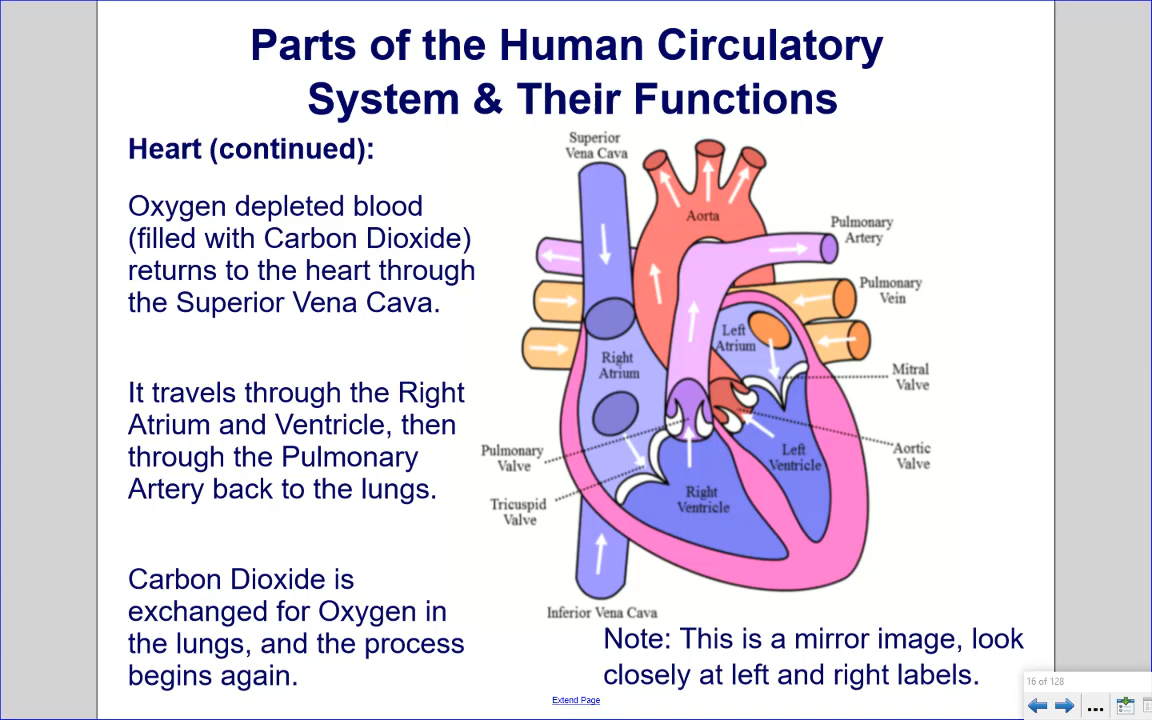 Parts of the Human Circulatory
System & Their Functions
Heart (continued):
Oxygen depleted blood
(filled with Carbon Dioxide)
returns to the heart through
the Superior Vena Cava.
It travels through the Right
Atrium and Ventricle, then
through the Pulmonary
Artery back to the lungs.
Carbon Dioxide is
exchanged for Oxygen in
the lungs, and the process
begins again.
Superior
Vena Cava
Aorta
Pulmonary
Artery
Pulmonary
Vein
Left
Atrium
Right
Atrium
Mitral
Valve
Pulmonary
Valve
Left
Ventricle
Aortic
Valve
Tricuspid
Valve
Right
Ventricle
Inferior Vena Cava
Note: This is a mirror image, look
closely at left and right labels.
Extend Page
16 of 128
...